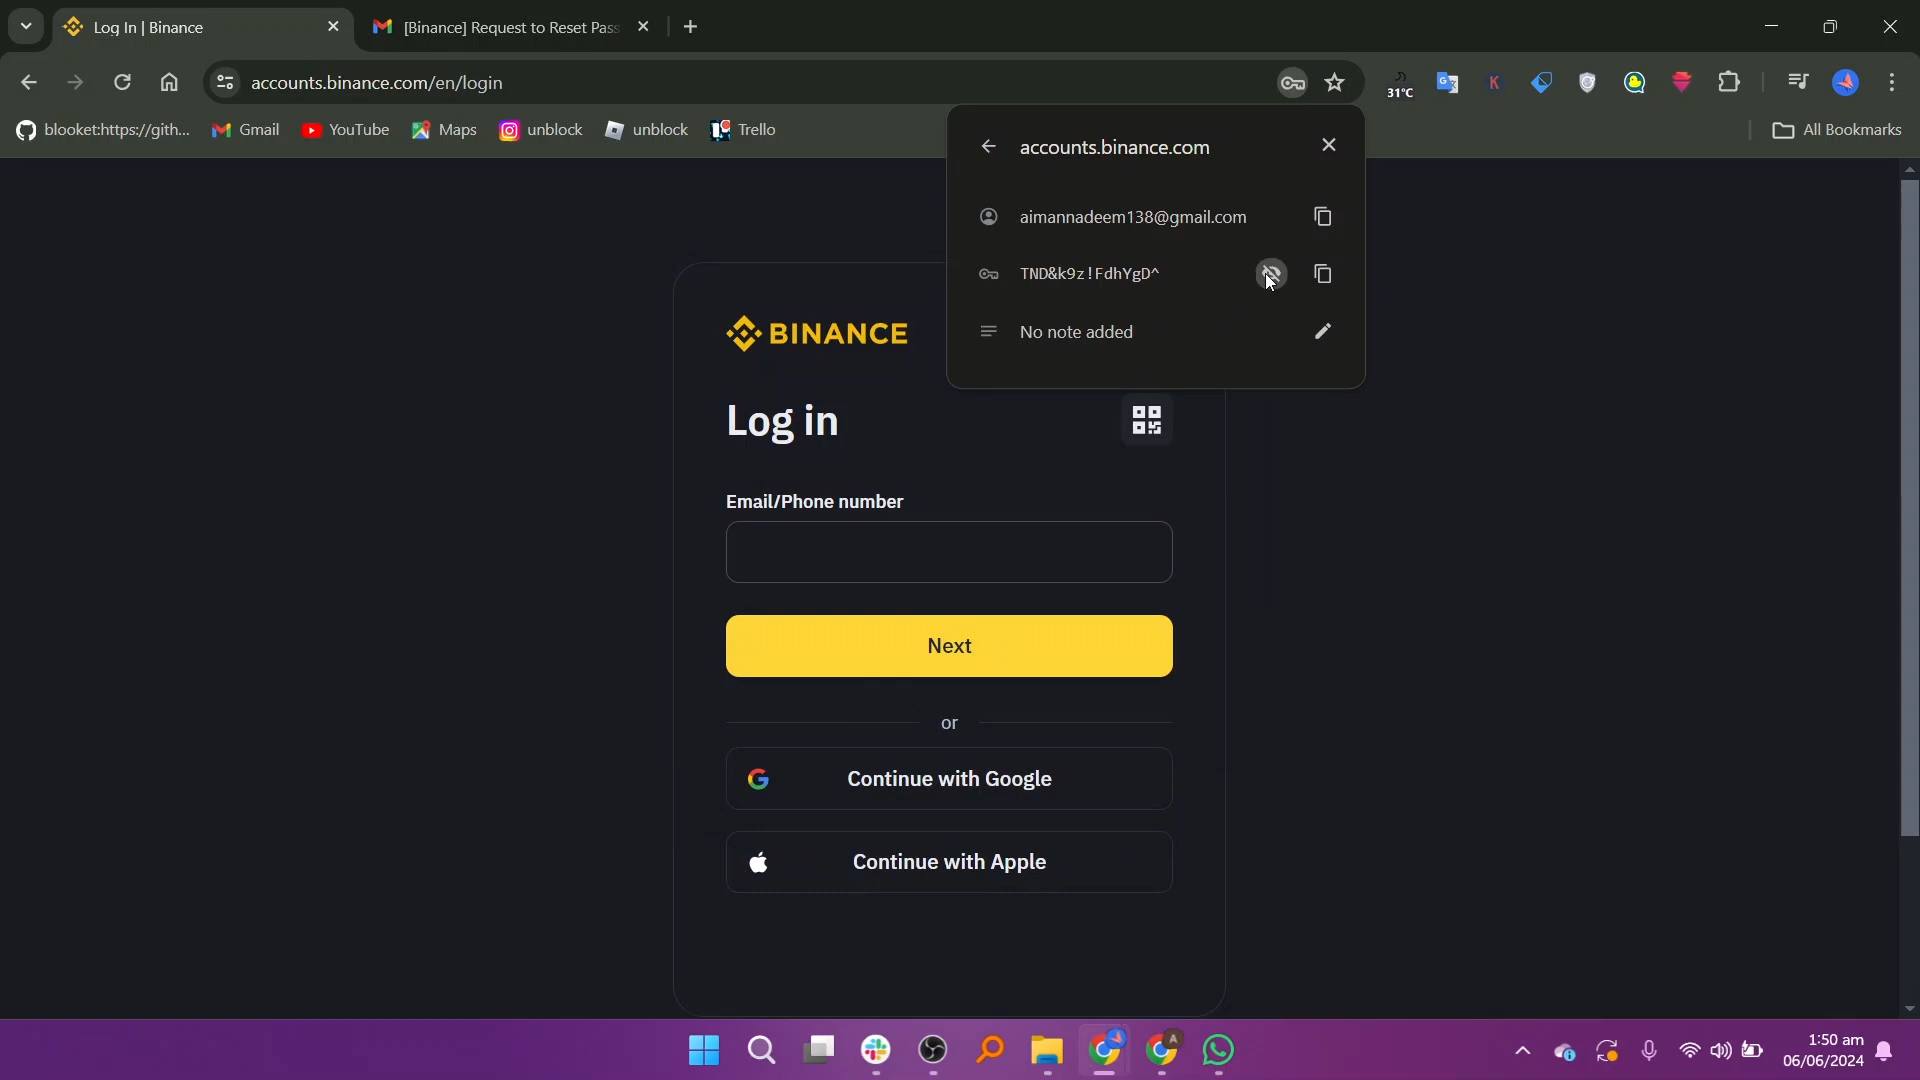 Log In | Binance
[Binance] Request to Reset Pass
accounts.binance.com/en/login
31°C
K
blooket:https://gith...
Gmail
YouTube
Maps
unblock
unblock
Trello
All Bookmarks
accounts.binance.com
aimannadeem138@gmail.com
TND&k9z!FdhYgD^
No note added
BINANCE
Log in
Email/Phone number
Next
or
Continue with Google
Continue with Apple
A
1:50 am
06/06/2024